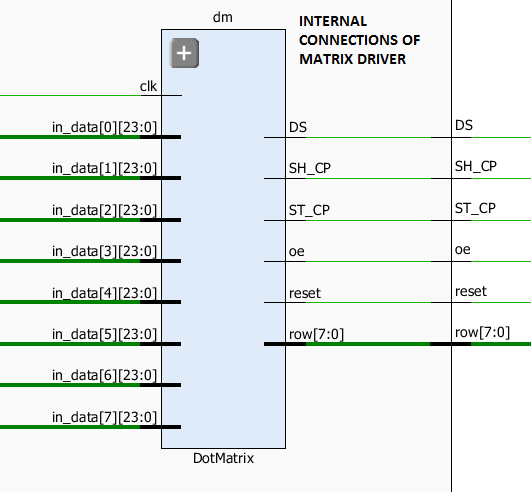 dm
INTERNAL
CONNECTIONS OF
MATRIX DRIVER
+
clk
in_data[0][23:0]
in_data[1][23:0]
in_data[2][23:0]
in_data[3][23:0]
in_data[4][23:0]
in_data[5][23:0]
in_data[6][23:0]
in_data[7][23:0]
DS
SH_CP
ST_CP
oe
reset
row[7:0]
DS
SH_CP
ST_CP
oe
reset
row[7:0]
DotMatrix